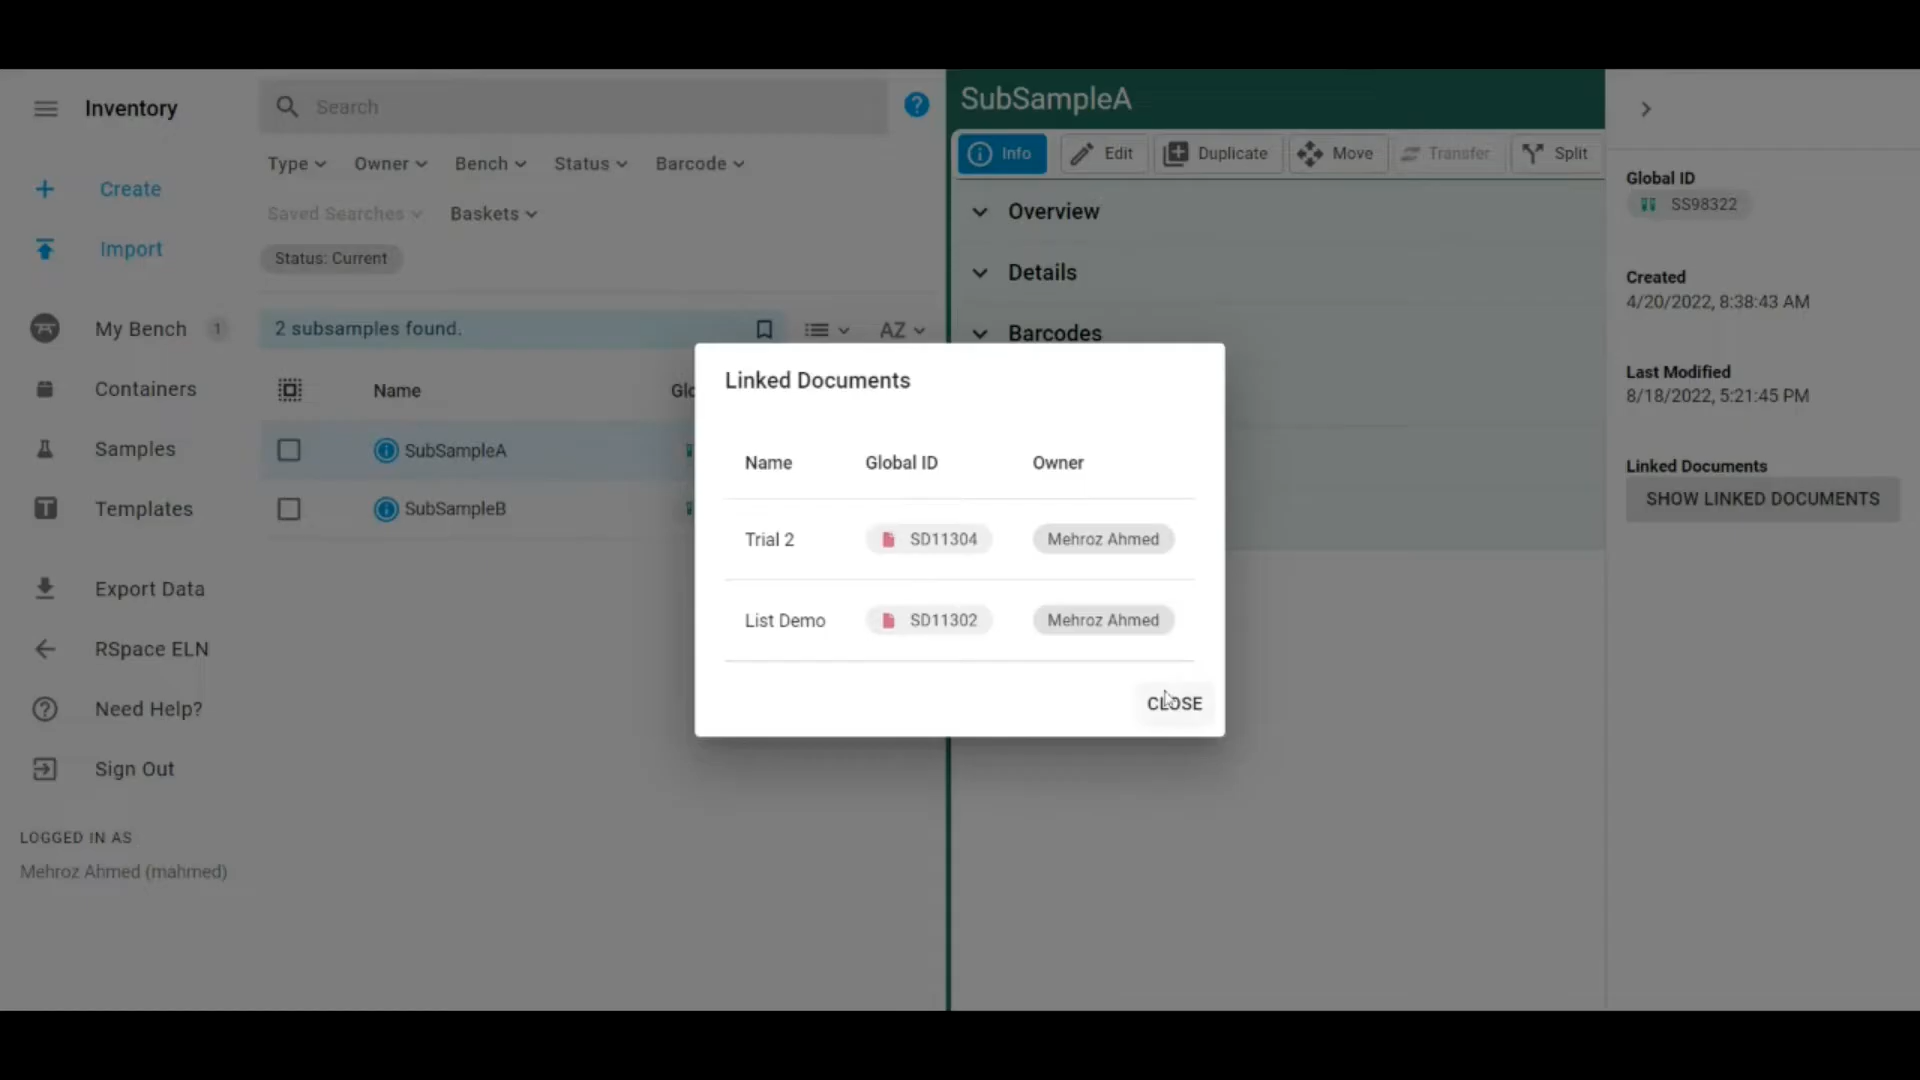 Inventory
Search
?
SubSampleA
Info
Edit
Duplicate
Move
Transfer
Split
Type
Owner
Bench
Status
Barcode
Create
Saved Searches
Baskets
Import
Status: Current
Overview
Details
Barcodes
My Bench 1
2 subsamples found.
AZ
Containers
Name
Samples
SubSampleA
Templates
SubSampleB
Export Data
RSpace ELN
Need Help?
Sign Out
LOGGED IN AS
Mehroz Ahmed (mahmed)
Linked Documents
Name Global ID Owner
Trial 2 SD11304 Mehroz Ahmed
List Demo SD11302 Mehroz Ahmed
CLOSE
Global ID
SS98322
Created
4/20/2022, 8:38:43 AM
Last Modified
8/18/2022, 5:21:45 PM
Linked Documents
SHOW LINKED DOCUMENTS